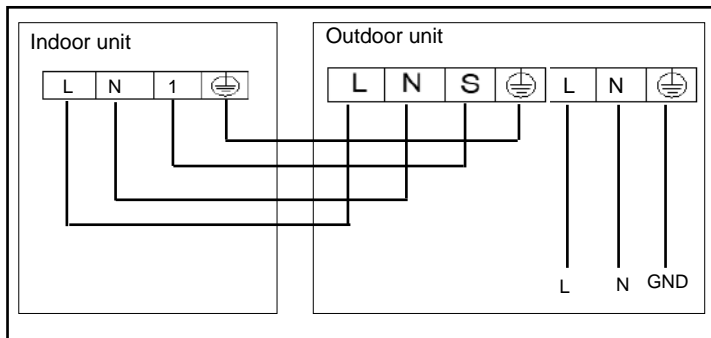 Indoor unit
L N 1
Outdoor unit
L N S L N
L N GND